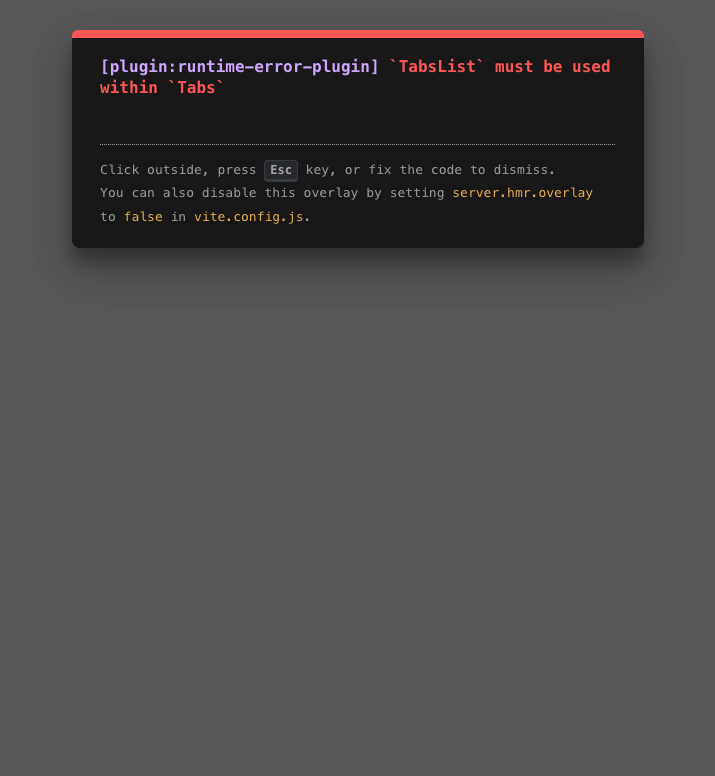 [plugin:runtime-error-plugin] `TabsList` must be used
within `Tabs`
Click outside, press Esc key, or fix the code to dismiss.
You can also disable this overlay by setting server.hmr.overlay
to false in vite.config.js.